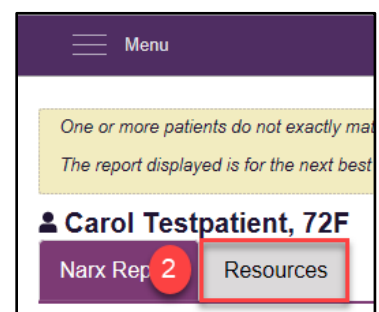 Menu
One or more patients do not exactly mat
The report displayed is for the next best
Carol Testpatient, 72F
Narx Rep 2 Resources